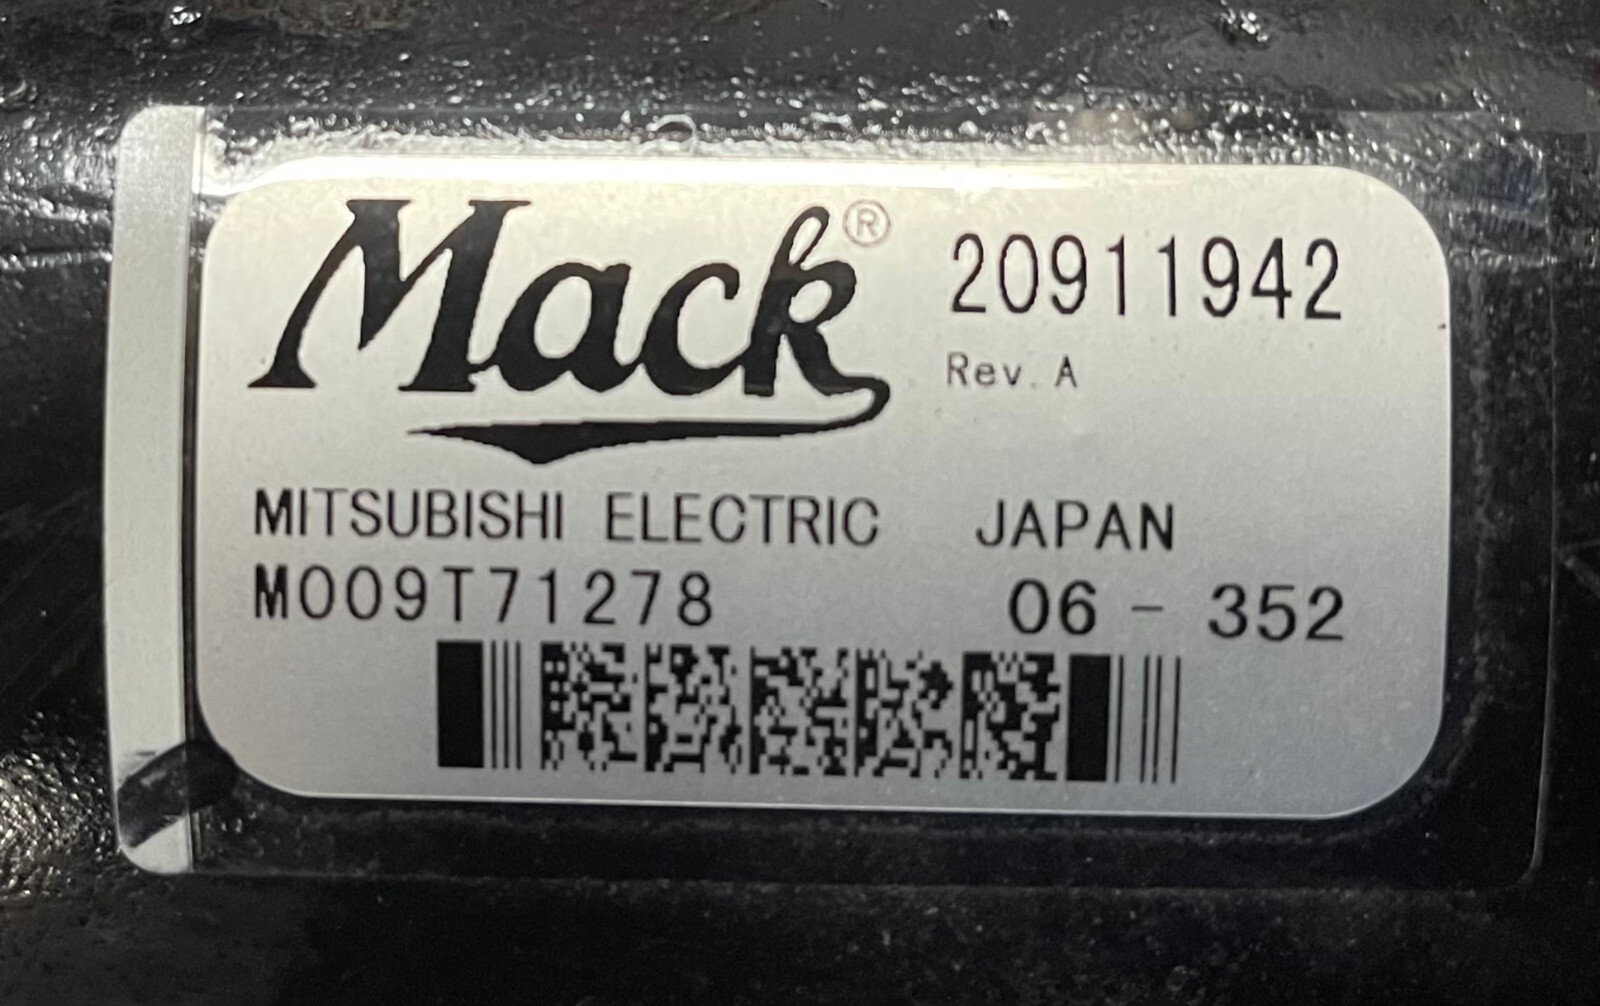 Mack® 20911942
Rev. A
MITSUBISHI ELECTRIC JAPAN
M009T71278 06 - 352